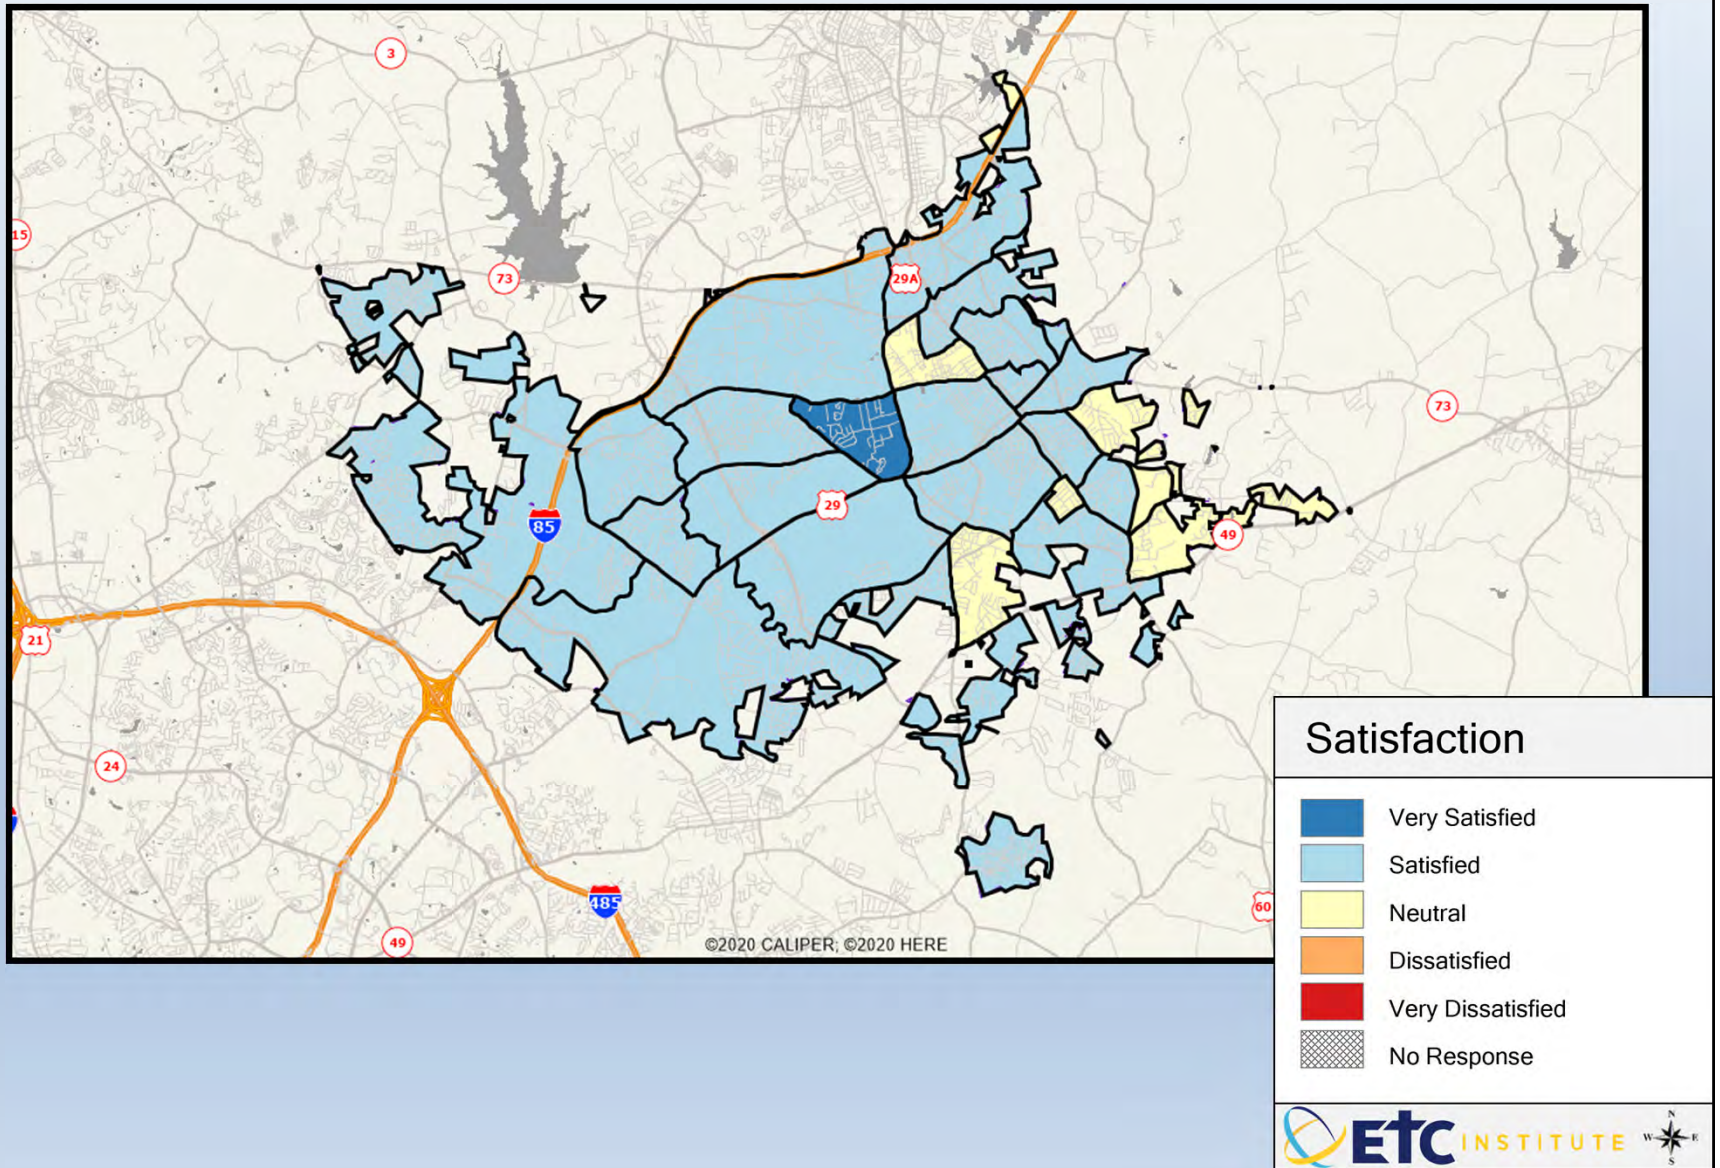 3
15
73
29A
73
29
85
49
21
24
485
49
60
©2020 CALIPER; ©2020 HERE
Satisfaction
Very Satisfied
Satisfied
Neutral
Dissatisfied
Very Dissatisfied
No Response
ETC INSTITUTE
N
W E
S